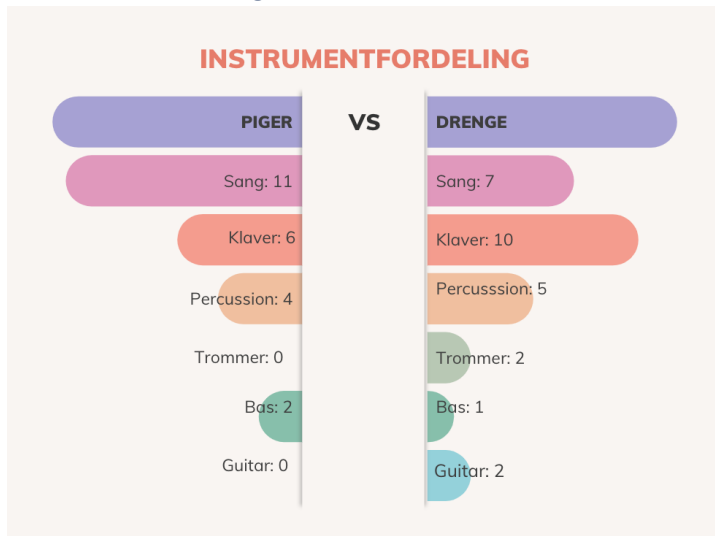 INSTRUMENTFORDELING
PIGER VS DRENGE
Sang: 11 Sang: 7
Klaver: 6 Klaver: 10
Percussion: 4 Percusssion: 5
Trommer: 0 Trommer: 2
Bas: 2 Bas: 1
Guitar: 0 Guitar: 2